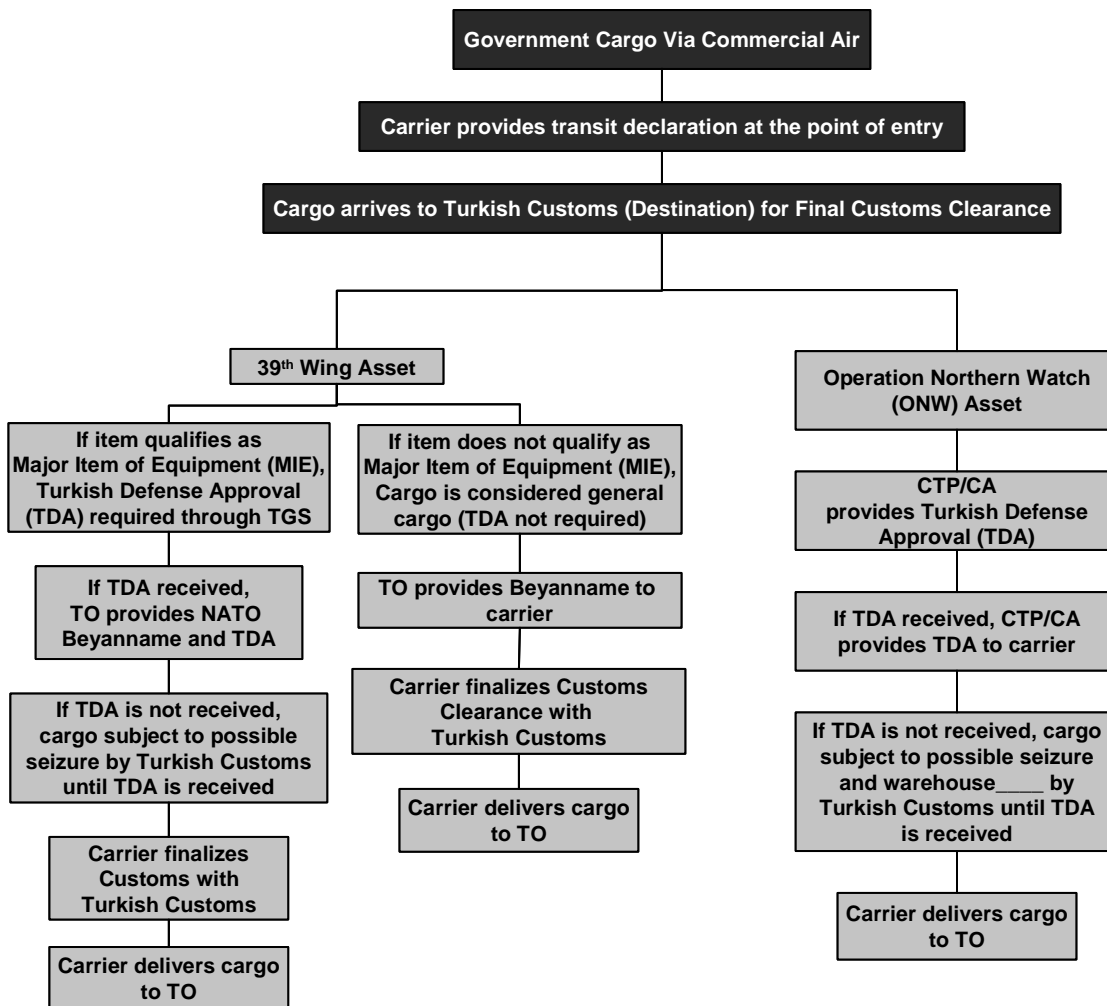 Government Cargo Via Commercial Air
Carrier provides transit declaration at the point of entry
Cargo arrives to Turkish Customs (Destination) for Final Customs Clearance
39th Wing Asset
If item qualifies as
Major Item of Equipment (MIE),
Turkish Defense Approval
(TDA) required through TGS
If TDA received,
TO provides NATO
Beyanname and TDA
If TDA is not received,
cargo subject to possible
seizure by Turkish Customs
until TDA is received
Carrier finalizes
Customs with
Turkish Customs
Carrier delivers cargo
to TO
If item does not qualify as
Major Item of Equipment (MIE),
Cargo is considered general
cargo (TDA not required)
TO provides Beyanname to
carrier
Carrier finalizes Customs
Clearance with
Turkish Customs
Carrier delivers cargo
to TO
Operation Northern Watch
(ONW) Asset
CTP/CA
provides Turkish Defense
Approval (TDA)
If TDA received, CTP/CA
provides TDA to carrier
If TDA is not received, cargo
subject to possible seizure
and warehouse____ by
Turkish Customs until TDA
is received
Carrier delivers cargo
to TO